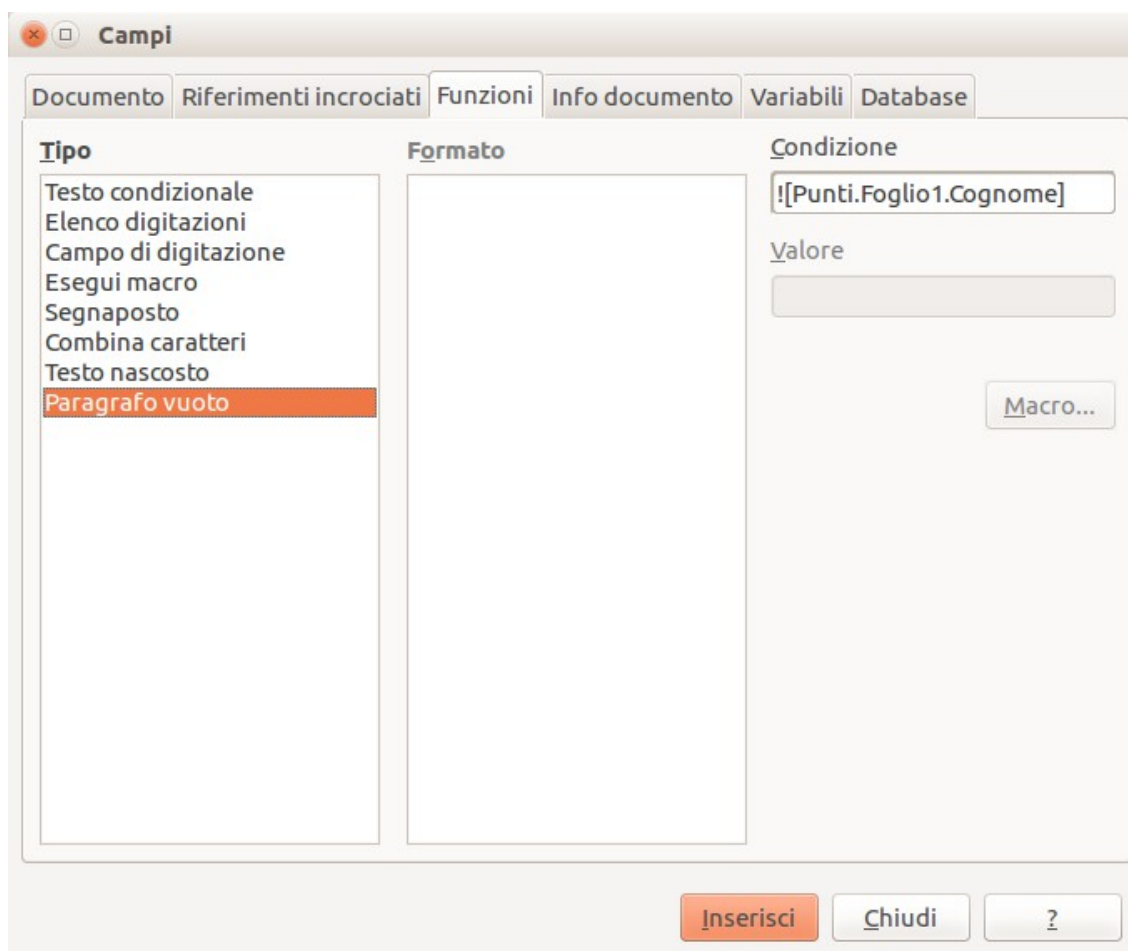 Campi
Documento Riferimenti incrociati Funzioni Info documento Variabili Database
Tipo
Testo condizionale
Elenco digitazioni
Campo di digitazione
Esegui macro
Segnaposto
Combina caratteri
Testo nascosto
Paragrafo vuoto
Formato
Condizione
![Punti.Foglio1.Cognome]
Valore
Macro...
Inserisci Chiudi ?